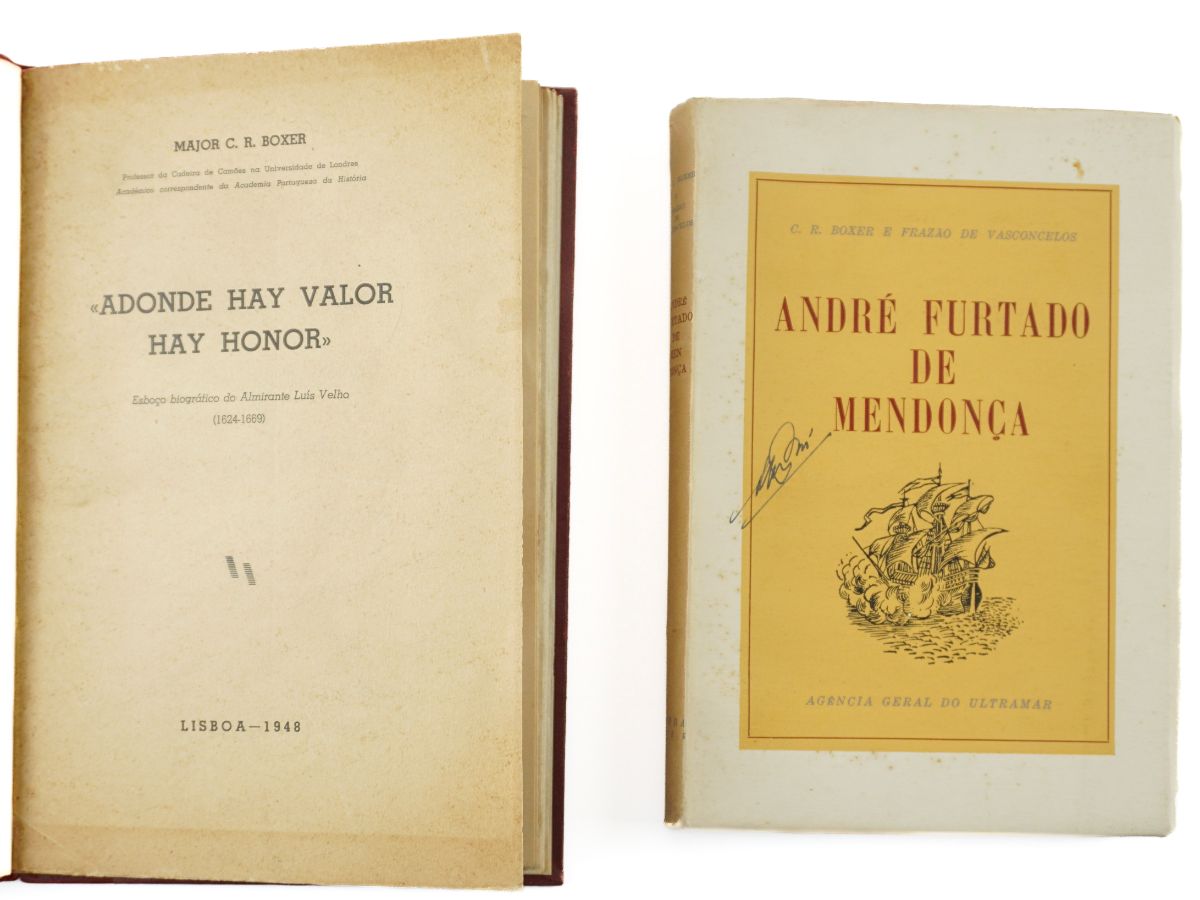 MAJOR C. R. BOXER
Professor da Cadeira de Camões na Universidade de Londres
Académico correspondente da Academia Portuguesa da História
«ADONDE HAY VALOR
HAY HONOR»
Esboço biográfico do Almirante Luís Velho
(1624-1669)
LISBOA—1948
C. R. BOXER E FRAZÃO DE VASCONCELOS
ANDRÉ FURTADO
DE
MENDONÇA
AGÊNCIA GERAL DO ULTRAMAR